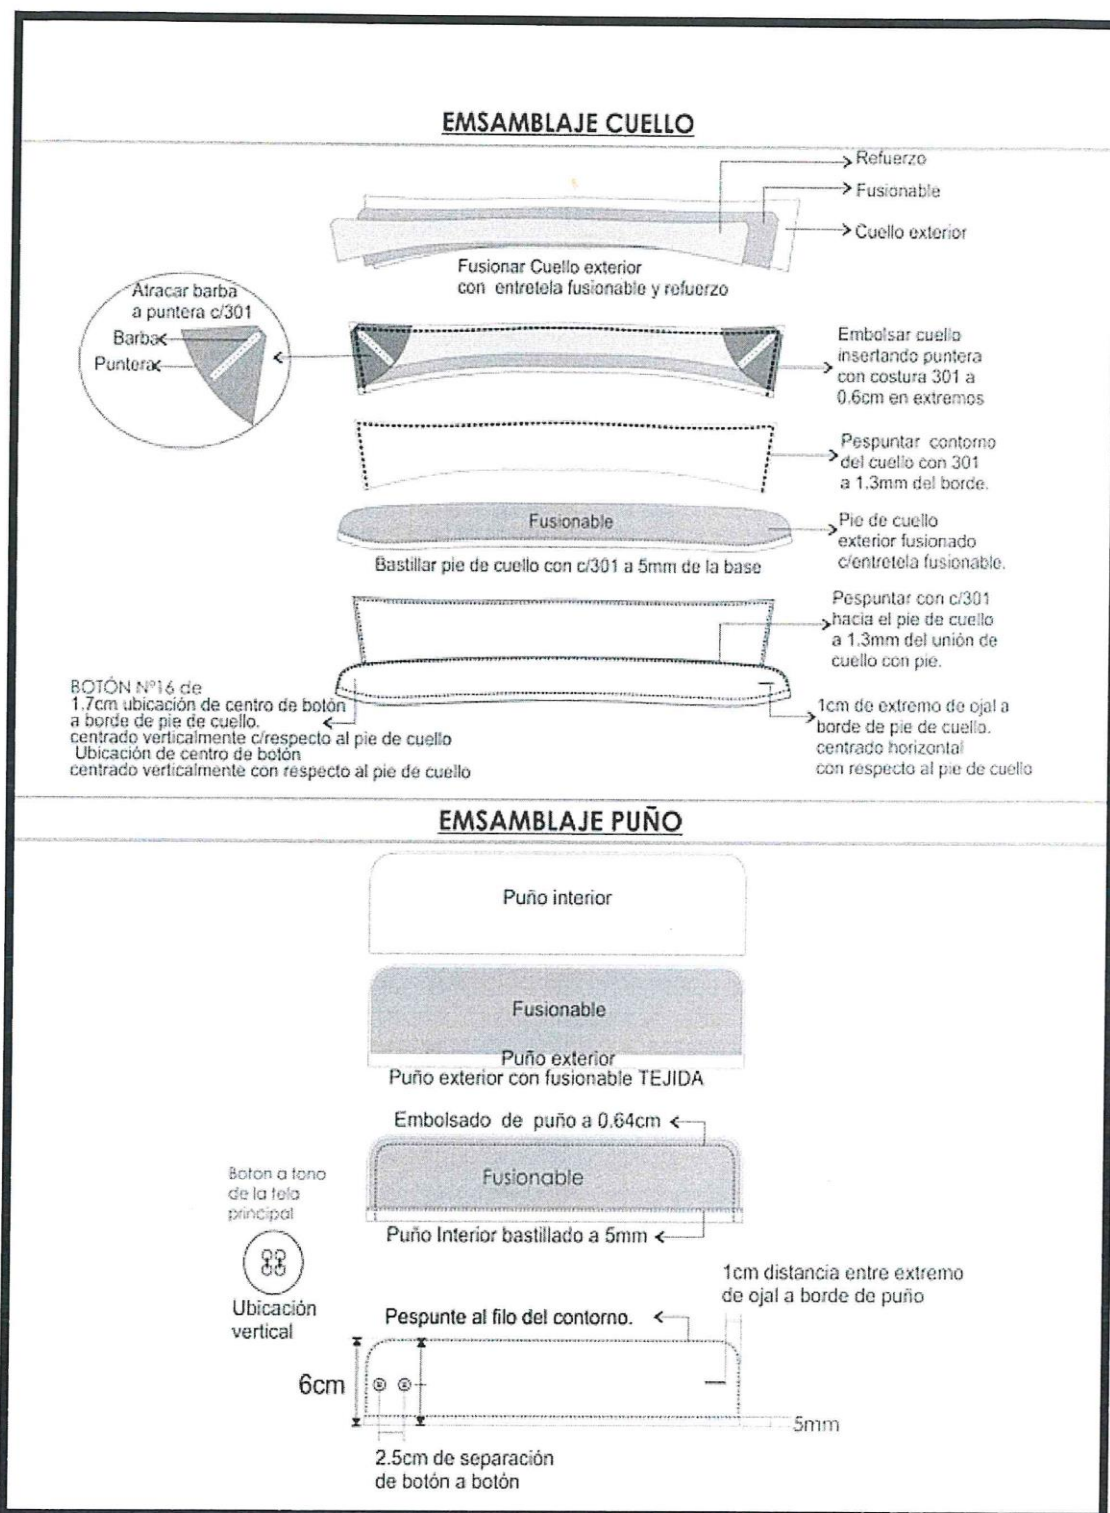 EMSAMBLAJE CUELLO
Refuerzo
Fusionable
Cuello exterior
Fusionar Cuello exterior
con entretela fusionable y refuerzo
Atracar barba
a puntera c/301
Barba
Puntera
Embolsar cuello
insertando puntera
con costura 301 a
0.6cm en extremos
Pespuntar contorno
del cuello con 301
a 1.3mm del borde.
Fusionable
Pie de cuello
exterior fusionado
c/entretela fusionable.
Bastillar pie de cuello con c/301 a 5mm de la base
Pespuntar con c/301
hacia el pie de cuello
a 1.3mm del unión de
cuello con pie.
BOTÓN Nº16 de
1.7cm ubicación de centro de botón
a borde de pie de cuello.
centrado verticalmente c/respecto al pie de cuello
Ubicación de centro de botón
centrado verticalmente con respecto al pie de cuello
1cm de extremo de ojal a
borde de pie de cuello.
centrado horizontal
con respecto al pie de cuello
EMSAMBLAJE PUÑO
Puño interior
Fusionable
Puño exterior
Puño exterior con fusionable TEJIDA
Embolsado de puño a 0.64cm
Fusionable
Puño Interior bastillado a 5mm
Boton a tono
de la tela
principal
Ubicación
vertical
1cm distancia entre extremo
de ojal a borde de puño
Pespunte al filo del contorno.
6cm
5mm
2.5cm de separación
de botón a botón